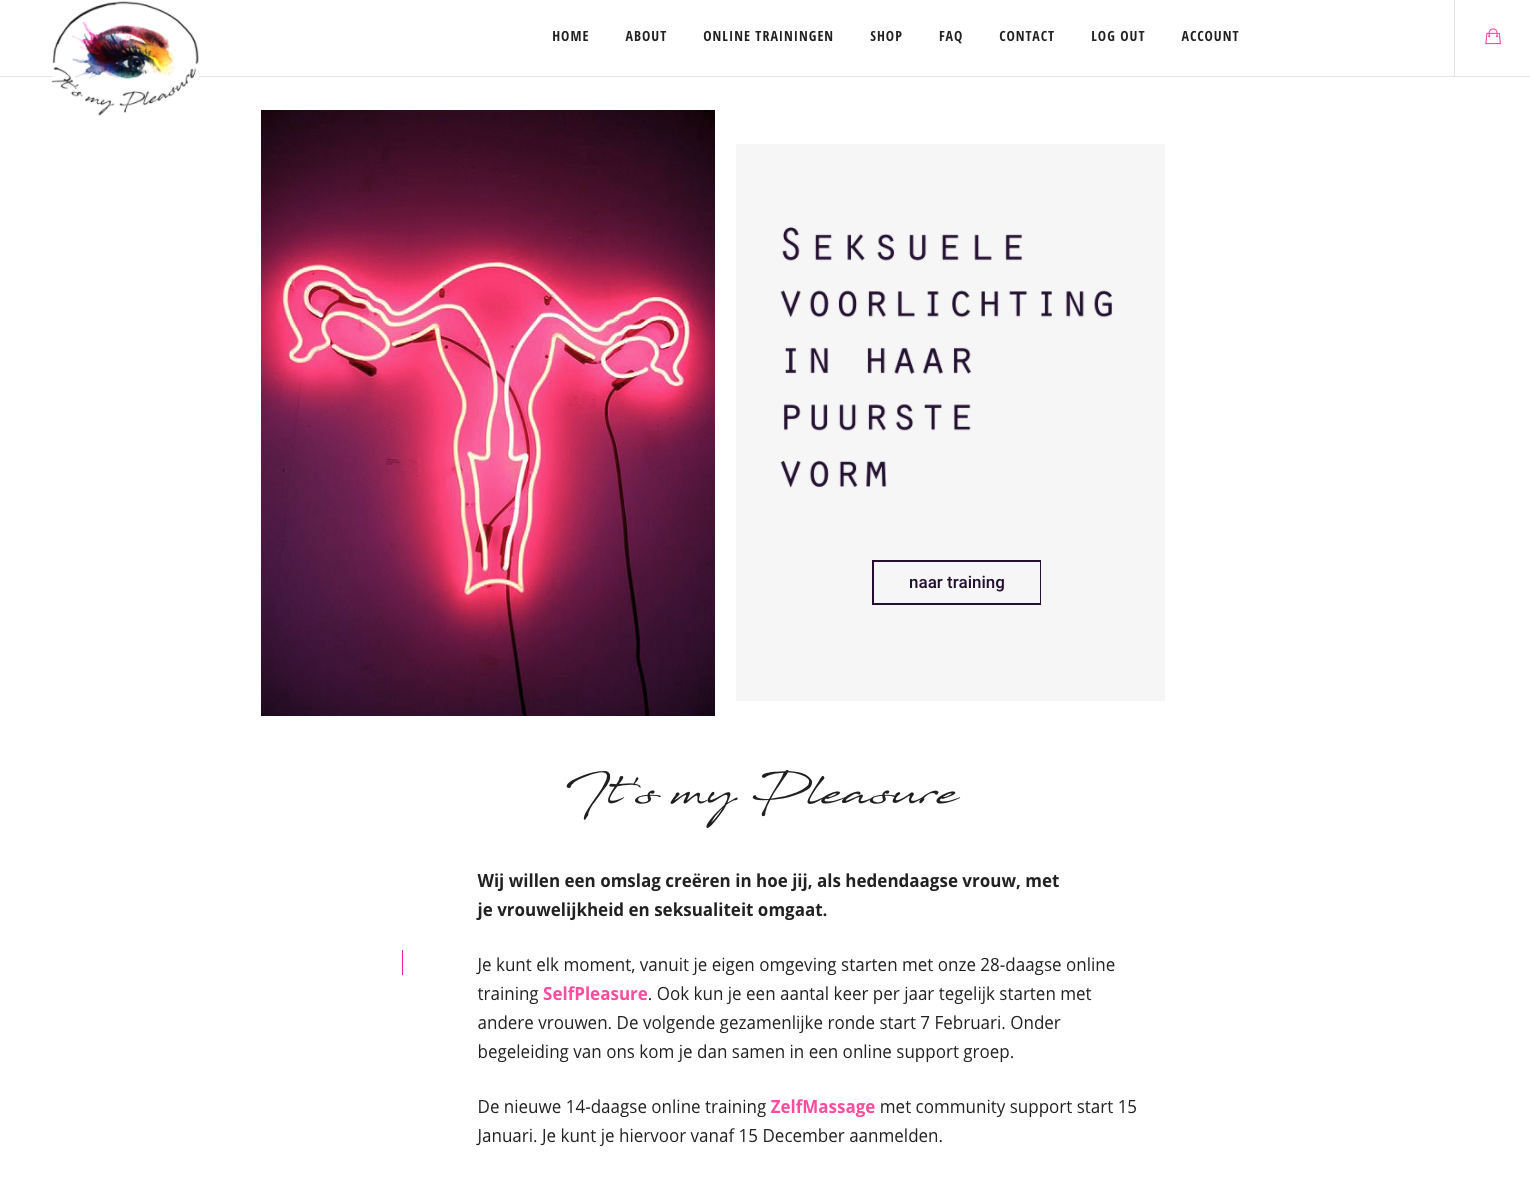 It's my Pleasure
HOME ABOUT ONLINE TRAININGEN SHOP FAQ CONTACT LOG OUT ACCOUNT
SEKSUELE
VOORLICHTING
IN HAAR
PUURSTE
VORM
naar training
It's my Pleasure
Wij willen een omslag creëren in hoe jij, als hedendaagse vrouw, met
je vrouwelijkheid en seksualiteit omgaat.
Je kunt elk moment, vanuit je eigen omgeving starten met onze 28-daagse online
training SelfPleasure. Ook kun je een aantal keer per jaar tegelijk starten met
andere vrouwen. De volgende gezamenlijke ronde start 7 Februari. Onder
begeleiding van ons kom je dan samen in een online support groep.
De nieuwe 14-daagse online training ZelfMassage met community support start 15
Januari. Je kunt je hiervoor vanaf 15 December aanmelden.